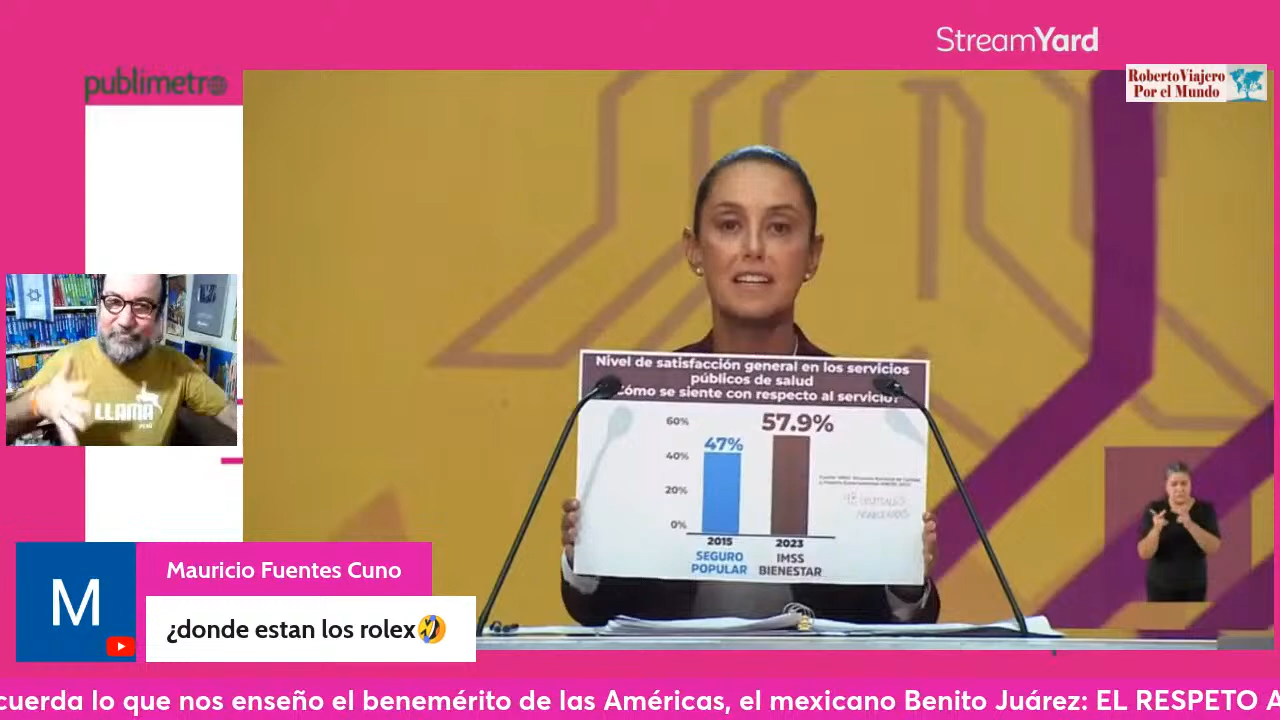 StreamYard
publimetro
RobertoViajero
Por el Mundo
Nivel de satisfacción general en los servicios
públicos de salud
Cómo se siente con respecto al servicio?
60%
57.9%
47%
40%
20%
0%
2015
2023
SEGURO
POPULAR
IMSS
BIENESTAR
LLAMA
Mauricio Fuentes Cuno
M
¿donde estan los rolex🤣
cuerda lo que nos enseño el benemérito de las Américas, el mexicano Benito Juárez: EL RESPETO A